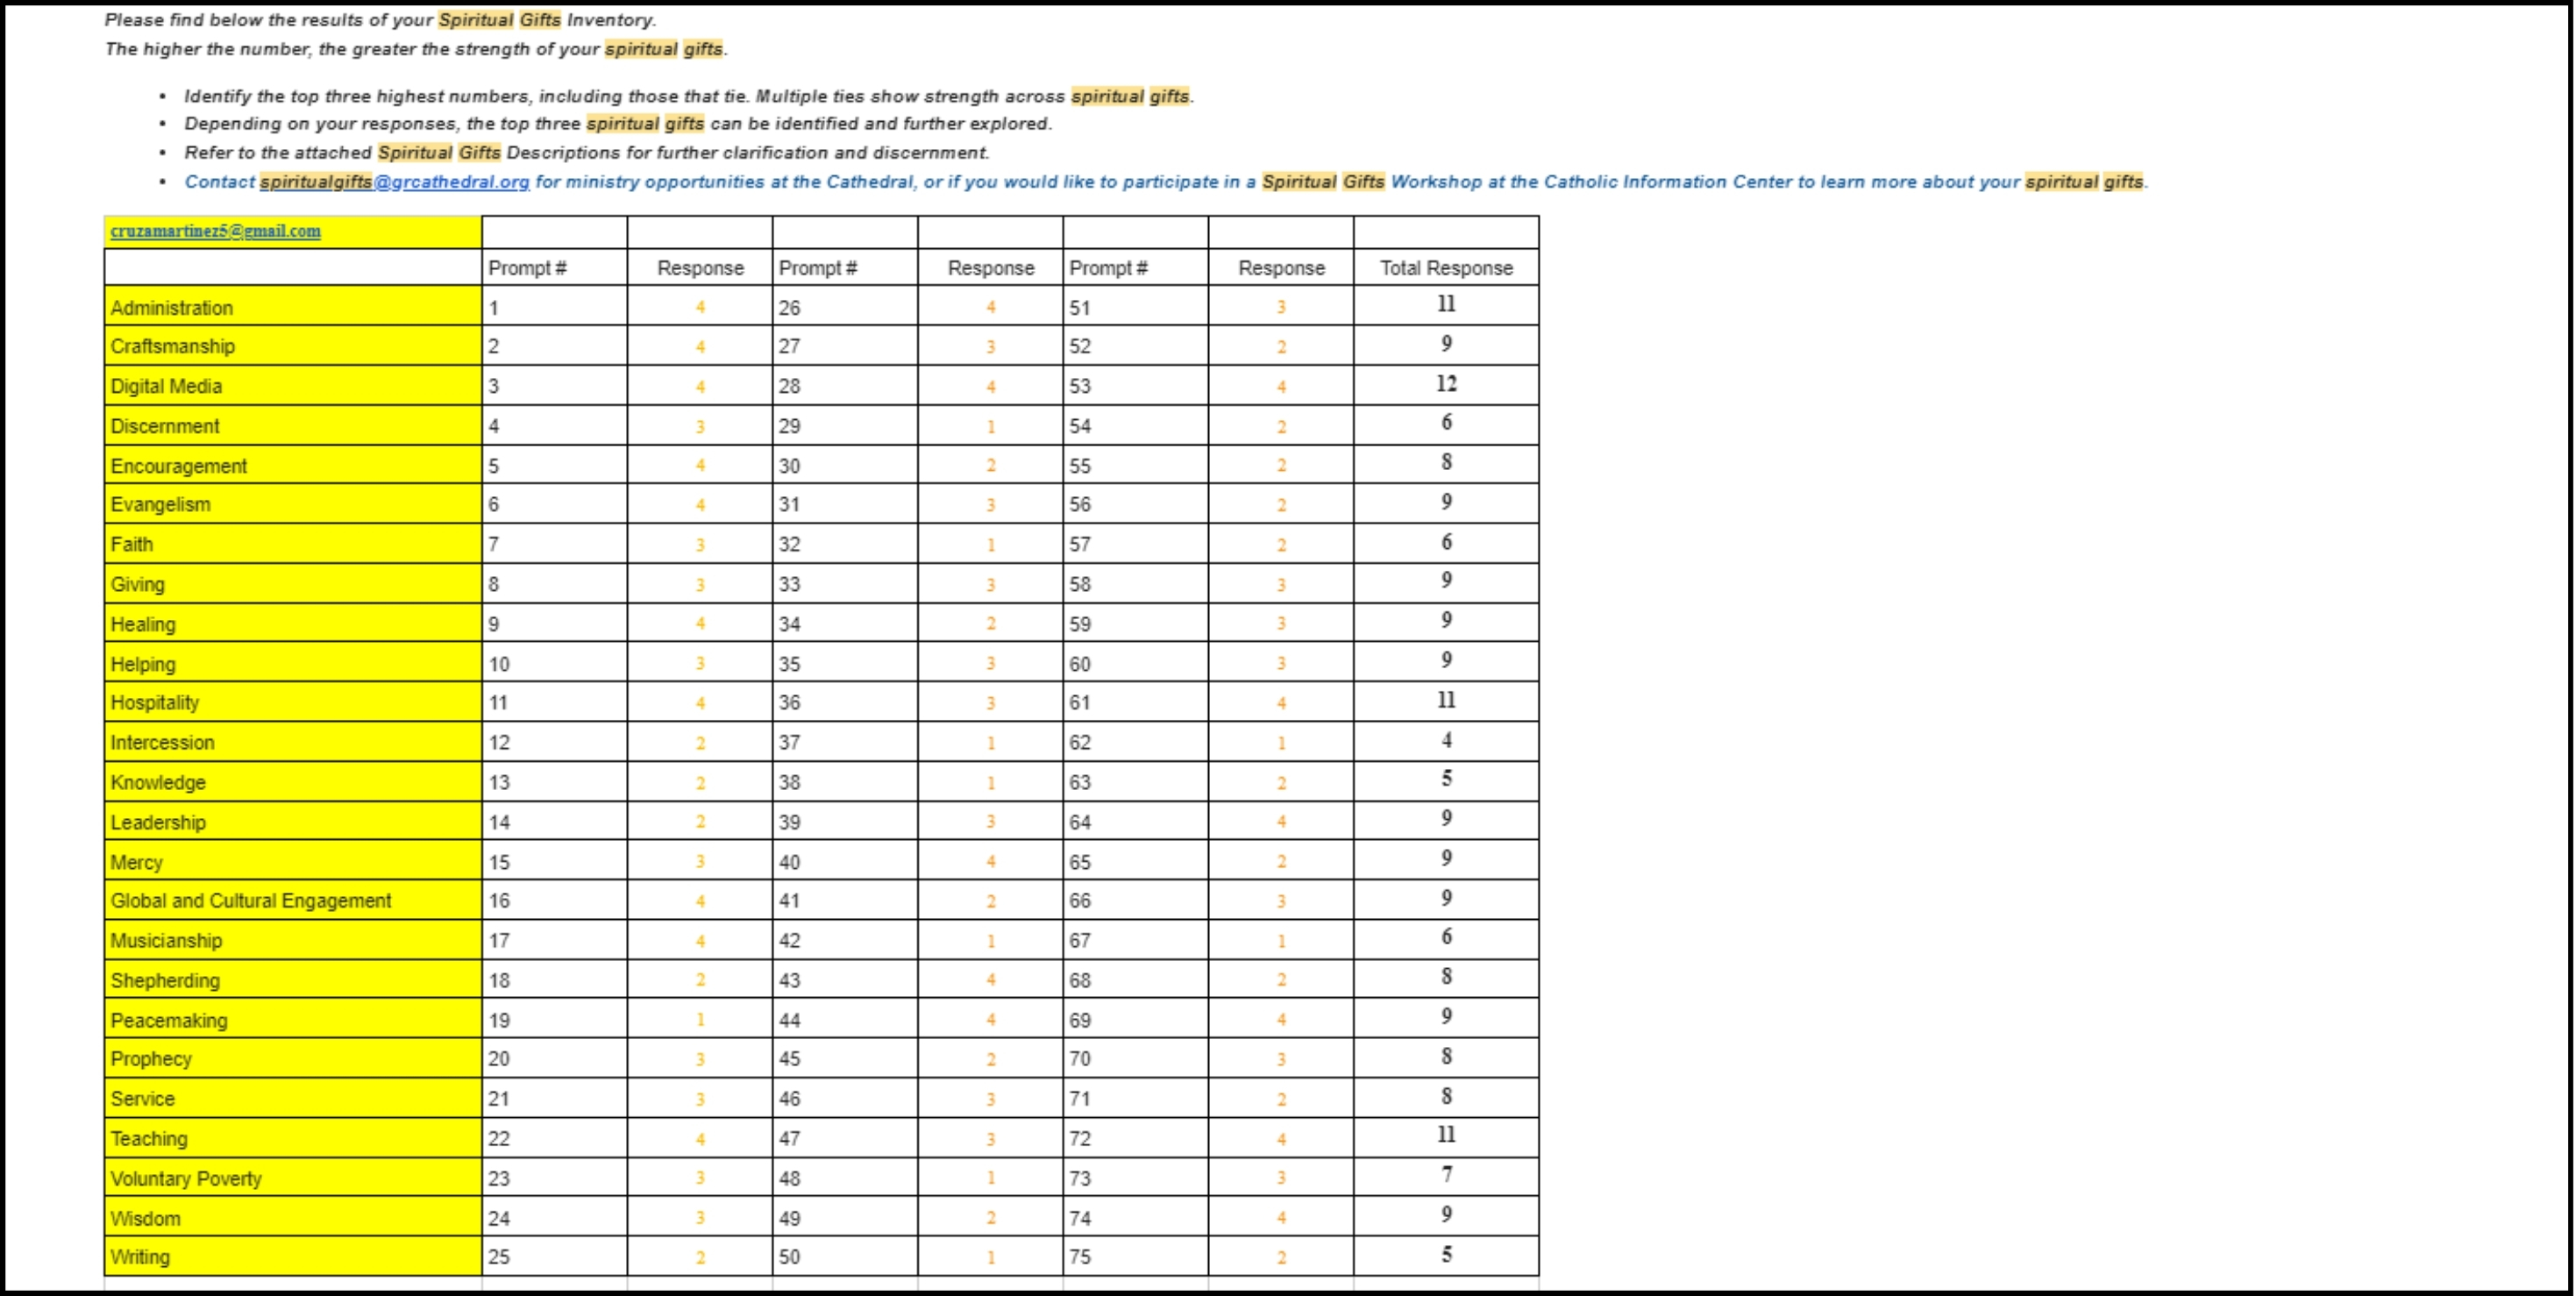 Please find below the results of your Spiritual Gifts Inventory.
The higher the number, the greater the strength of your spiritual gifts.
• Identify the top three highest numbers, including those that tie. Multiple ties show strength across spiritual gifts.
• Depending on your responses, the top three spiritual gifts can be identified and further explored.
• Refer to the attached Spiritual Gifts Descriptions for further clarification and discernment.
• Contact spiritualgifts@grcathedral.org for ministry opportunities at the Cathedral, or if you would like to participate in a Spiritual Gifts Workshop at the Catholic Information Center to learn more about your spiritual gifts.
cruzamartinez5@gmail.com
Prompt # Response Prompt # Response Prompt # Response Total Response
Administration 1 4 26 4 51 3 11
Craftsmanship 2 4 27 3 52 2 9
Digital Media 3 4 28 4 53 4 12
Discernment 4 3 29 1 54 2 6
Encouragement 5 4 30 2 55 2 8
Evangelism 6 4 31 3 56 2 9
Faith 7 3 32 1 57 2 6
Giving 8 3 33 3 58 3 9
Healing 9 4 34 2 59 3 9
Helping 10 3 35 3 60 3 9
Hospitality 11 4 36 3 61 4 11
Intercession 12 2 37 1 62 1 4
Knowledge 13 2 38 1 63 2 5
Leadership 14 2 39 3 64 4 9
Mercy 15 3 40 4 65 2 9
Global and Cultural Engagement 16 4 41 2 66 3 9
Musicianship 17 4 42 1 67 1 6
Shepherding 18 2 43 4 68 2 8
Peacemaking 19 1 44 4 69 4 9
Prophecy 20 3 45 2 70 3 8
Service 21 3 46 3 71 2 8
Teaching 22 4 47 3 72 4 11
Voluntary Poverty 23 3 48 1 73 3 7
Wisdom 24 3 49 2 74 4 9
Writing 25 2 50 1 75 2 5